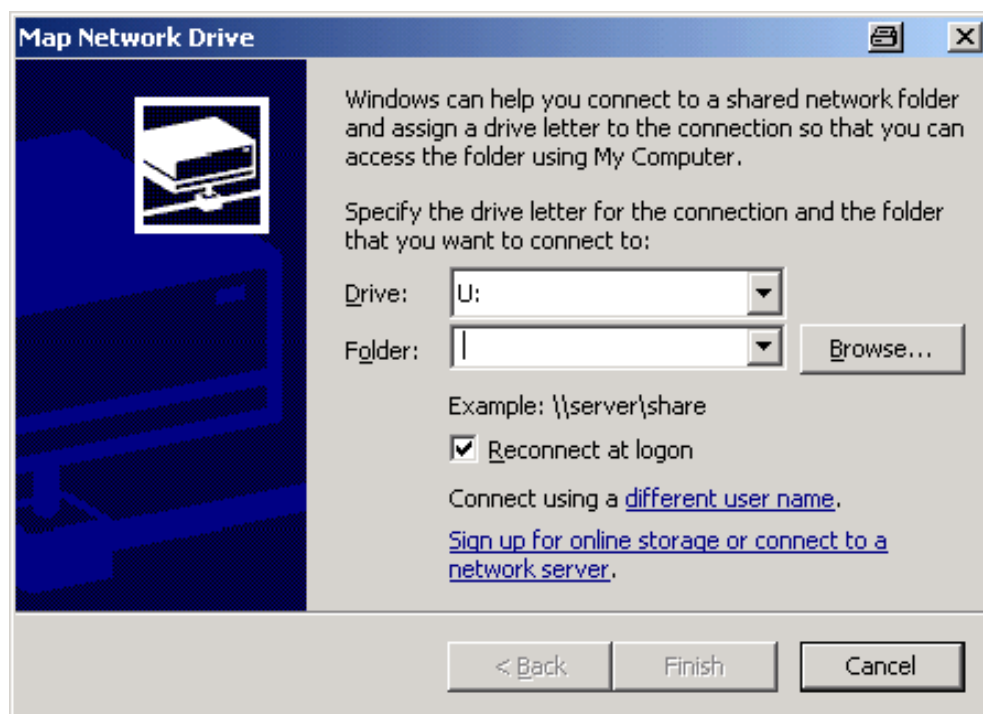 Map Network Drive
Windows can help you connect to a shared network folder
and assign a drive letter to the connection so that you can
access the folder using My Computer.
Specify the drive letter for the connection and the folder
that you want to connect to:
Drive: U:
Folder: Browse...
Example: \\server\share
Reconnect at logon
Connect using a different user name.
Sign up for online storage or connect to a
network server.
< Back Finish Cancel